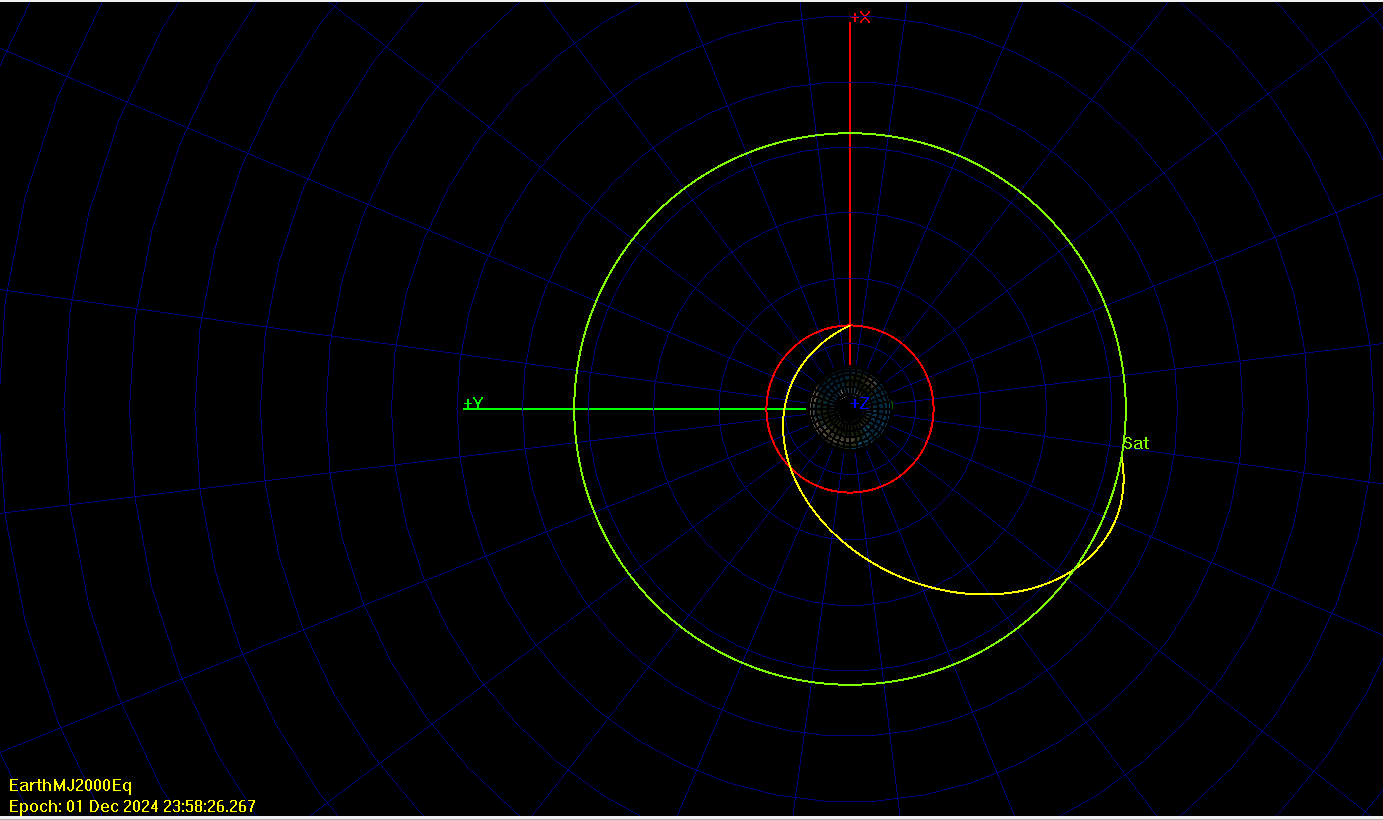 +X
+Y
+Z
Sat
EarthMJ2000Eq
Epoch: 01 Dec 2024 23:58:26.267